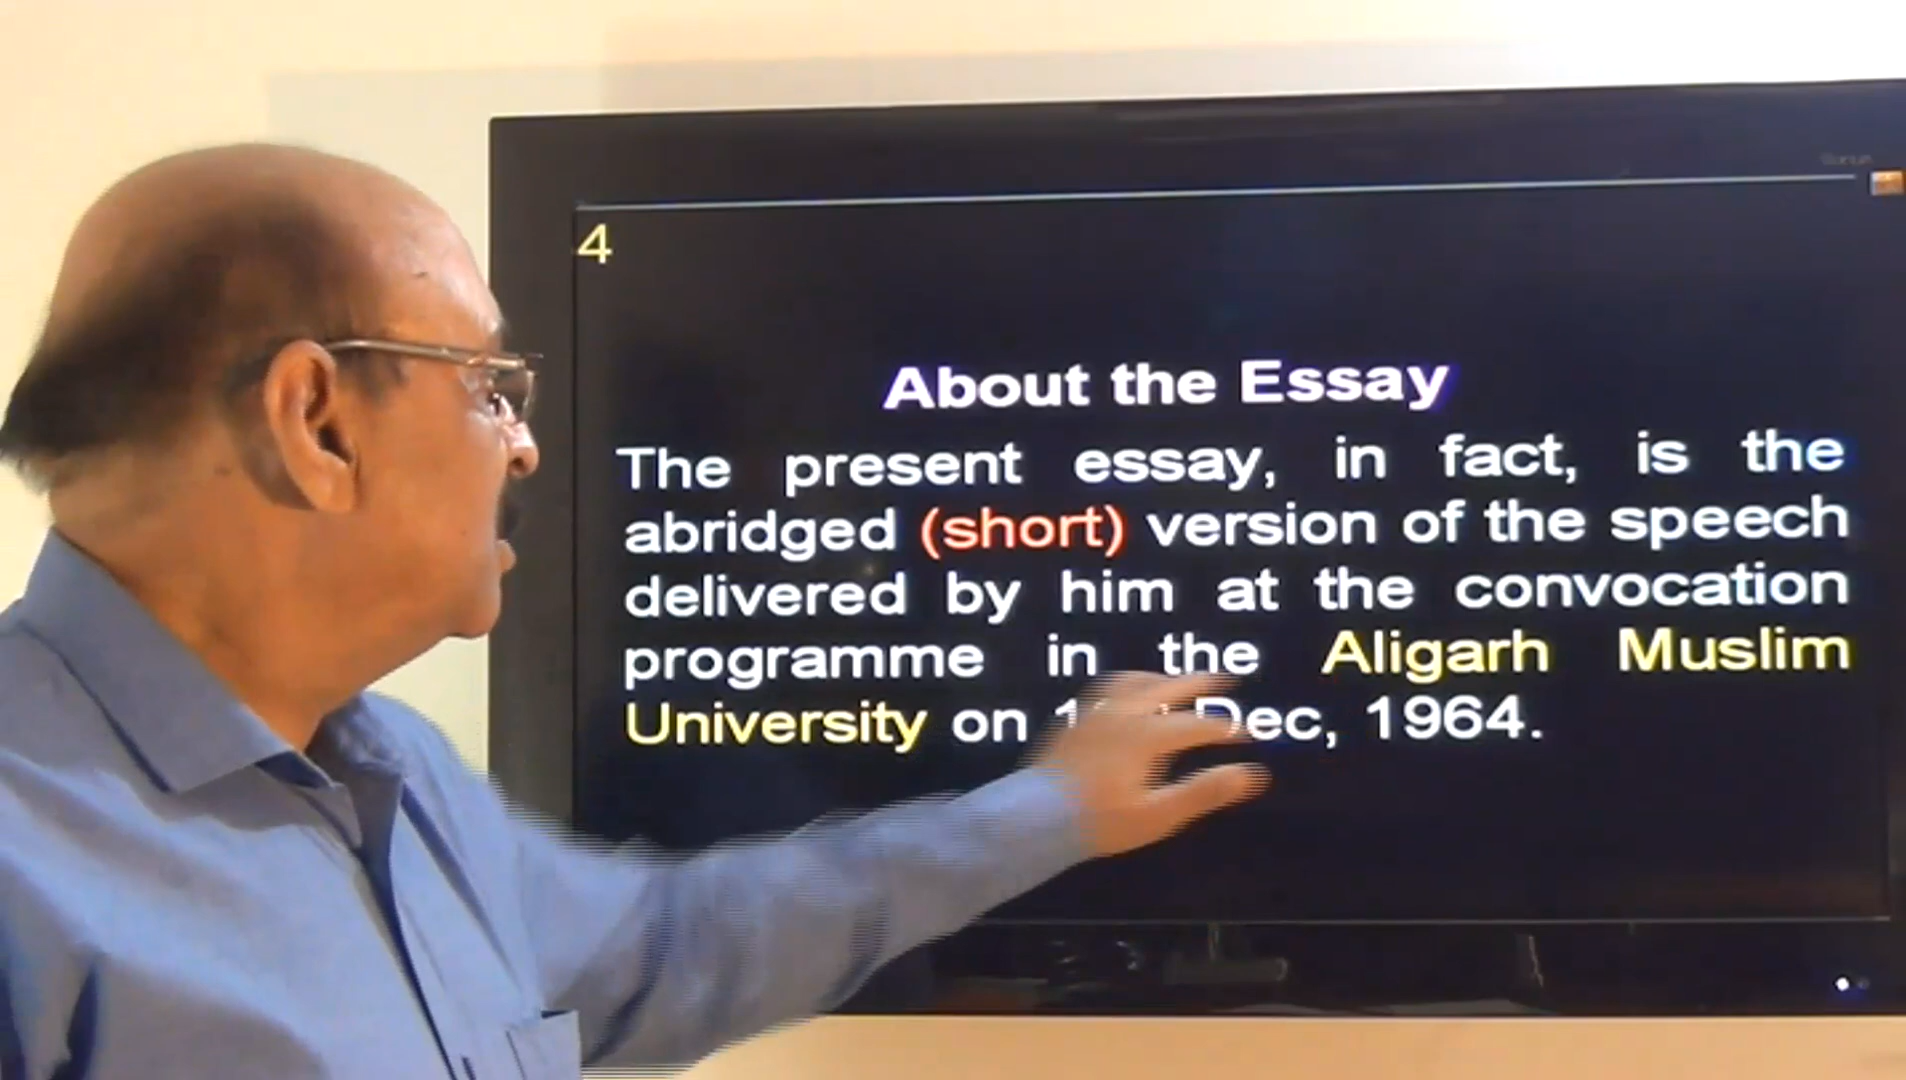 4
About the Essay
The present essay, in fact, is the
abridged (short) version of the speech
delivered by him at the convocation
programme in the Aligarh Muslim
University on Dec, 1964.